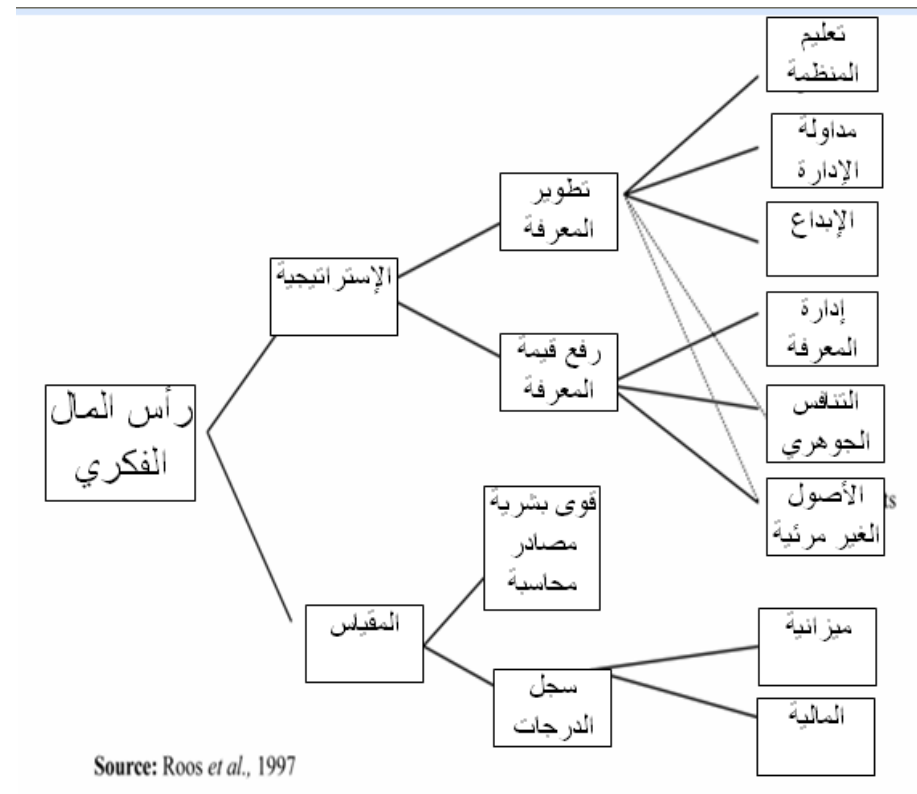 تعليم
المنظمة
مداولة
الإدارة
تطوير
المعرفة
الإبداع
الإستراتيجية
إدارة
المعرفة
رفع قيمة
المعرفة
رأس المال
الفكري
التنافس
الجوهري
الأصول
الغير مرئية
ts
قوى بشرية
مصادر
محاسبة
المقياس
ميزانية
سجل
الدرجات
المالية
Source: Roos et al., 1997